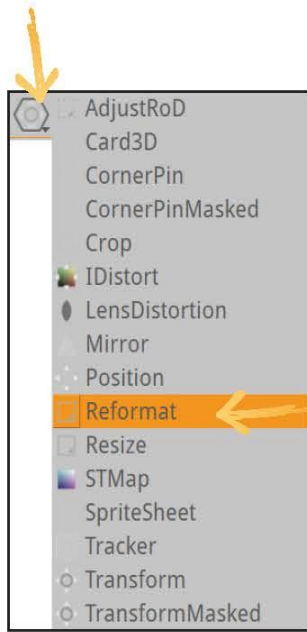 AdjustRoD
Card3D
CornerPin
CornerPinMasked
Crop
IDistort
LensDistortion
Mirror
Position
Reformat
Resize
STMap
SpriteSheet
Tracker
Transform
TransformMasked